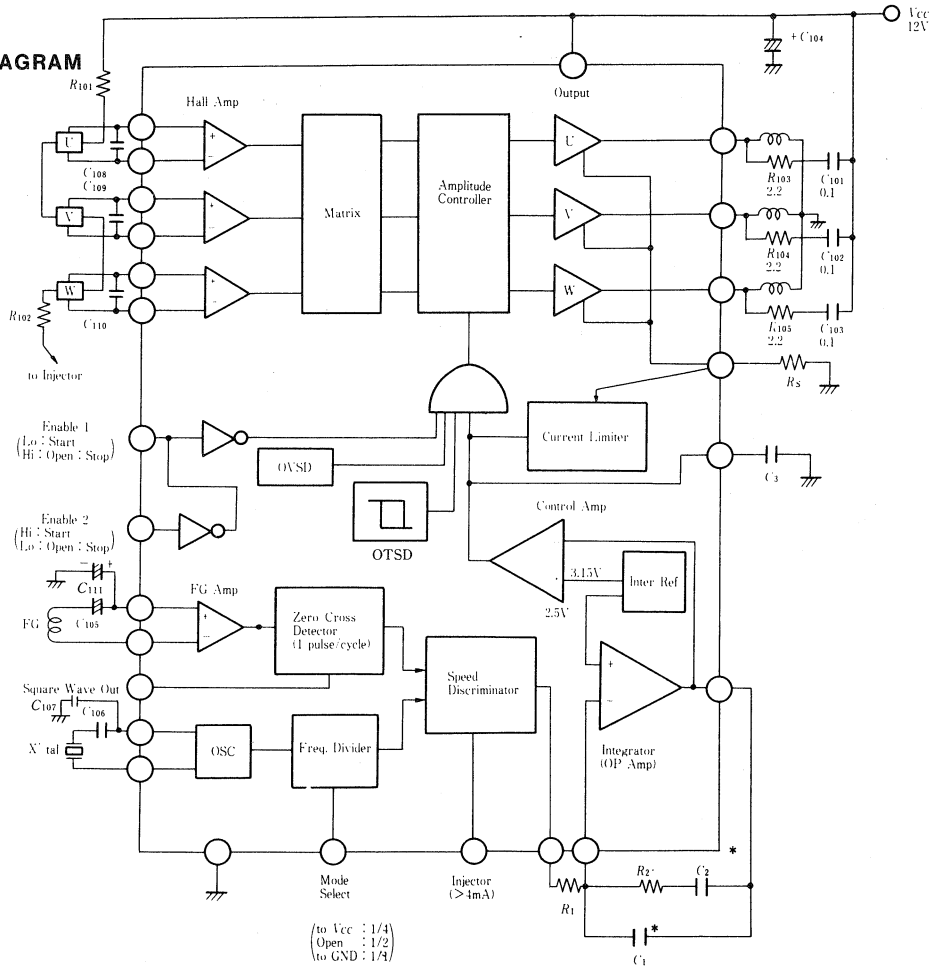 AGRAM
Vcc
12V
+ C104
R101
Output
Hall Amp
U
C108
C109
V
W
C110
R102
to Injector
Matrix
Amplitude
Controller
U
V
W
R103
2.2
C101
0.1
R104
2.2
C102
0.1
R105
2.2
C103
0.1
Rs
Enable 1
(Lo : Start
Hi : Open : Stop)
OVSD
Current Limiter
C3
OTSD
Control Amp
Enable 2
(Hi : Start
Lo : Open : Stop)
3.15V
2.5V
Inter Ref
− +
C111
C105
FG
FG Amp
Zero Cross
Detector
(1 pulse/cycle)
Speed
Discriminator
Integrator
(OP Amp)
Square Wave Out
C107
C106
X' tal
OSC
Freq. Divider
*
Mode
Select
Injector
(>4mA)
R1
R2
C2
*
C1
(to Vcc : 1/4
Open : 1/2
to GND : 1/1)